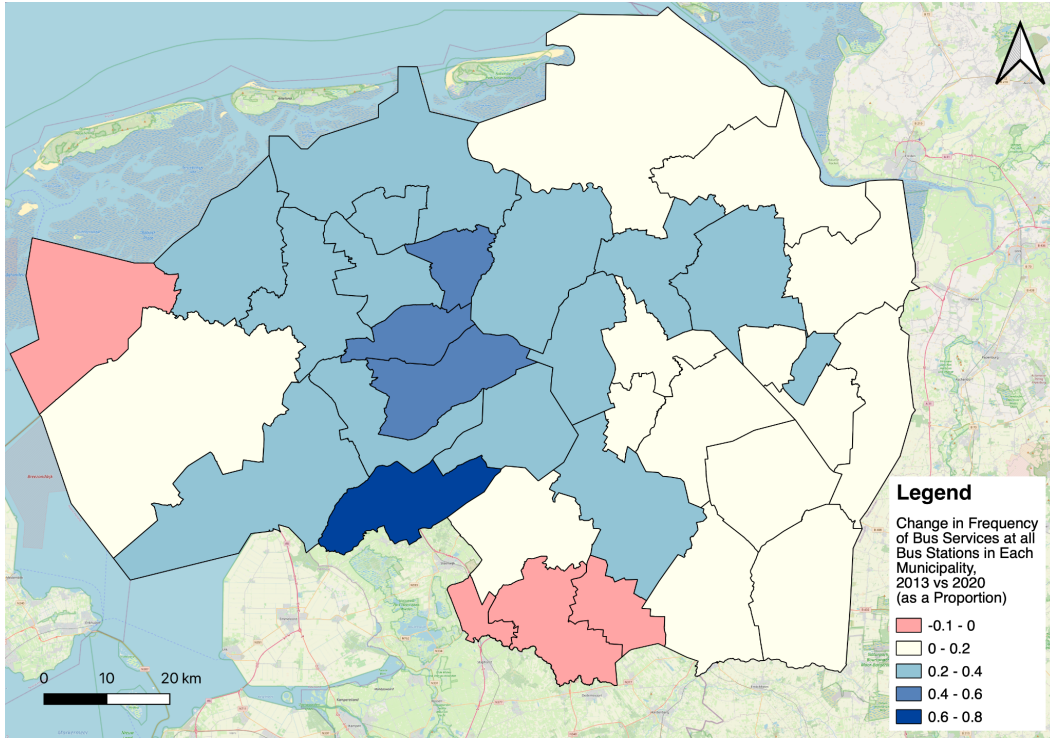 Legend
Change in Frequency
of Bus Services at all
Bus Stations in Each
Municipality,
2013 vs 2020
(as a Proportion)
-0.1 - 0
0 - 0.2
0.2 - 0.4
0.4 - 0.6
0.6 - 0.8
0 10 20 km